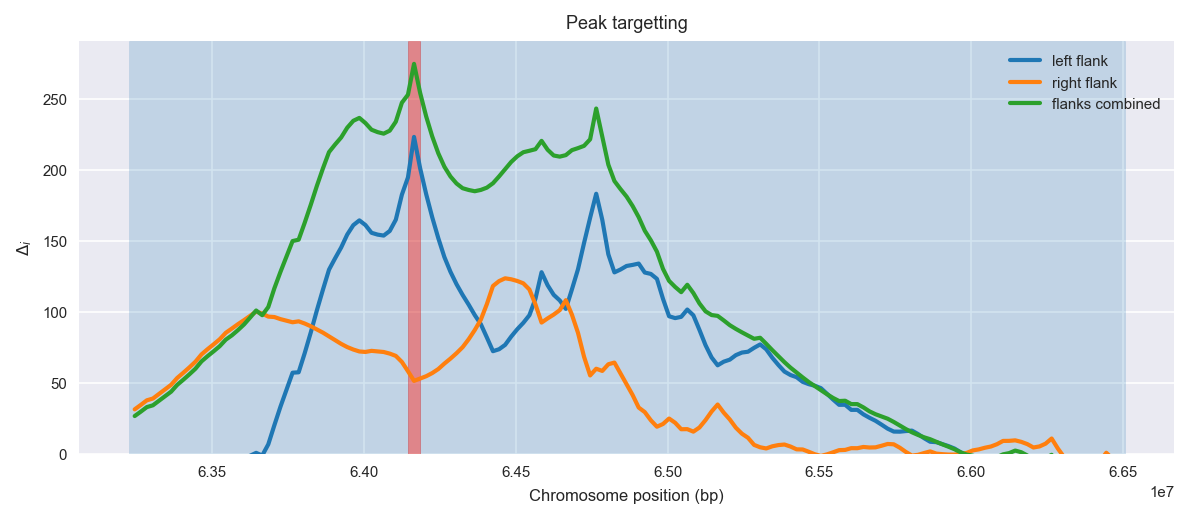 Peak targetting
left flank
right flank
flanks combined
250
200
150
100
50
0
Δi
6.35
6.40
6.45
6.50
6.55
6.60
6.65
1e7
Chromosome position (bp)